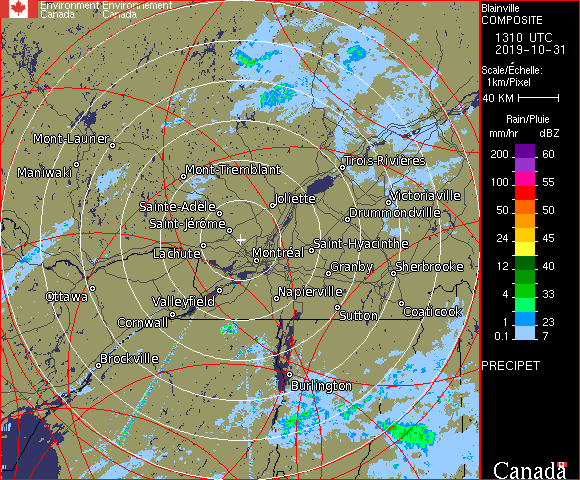 Environment Environnement
Canada Canada
Blainville
COMPOSITE
1310 UTC
2019-10-31
Scale/Échelle:
1km/Pixel
40 KM
Rain/Pluie
mm/hr dBZ
200 60
100 55
50 50
24 45
12 40
4 33
1 23
0.1 7
PRECIPET
Mont-Laurier
Maniwaki
Mont-Tremblant
Trois-Rivières
Sainte-Adèle
Joliette
Victoriaville
Saint-Jérôme
Drummondville
Lachute
Montréal
Saint-Hyacinthe
Granby
Sherbrooke
Ottawa
Valleyfield
Napierville
Cornwall
Sutton
Coaticook
Brockville
Burlington
Canada